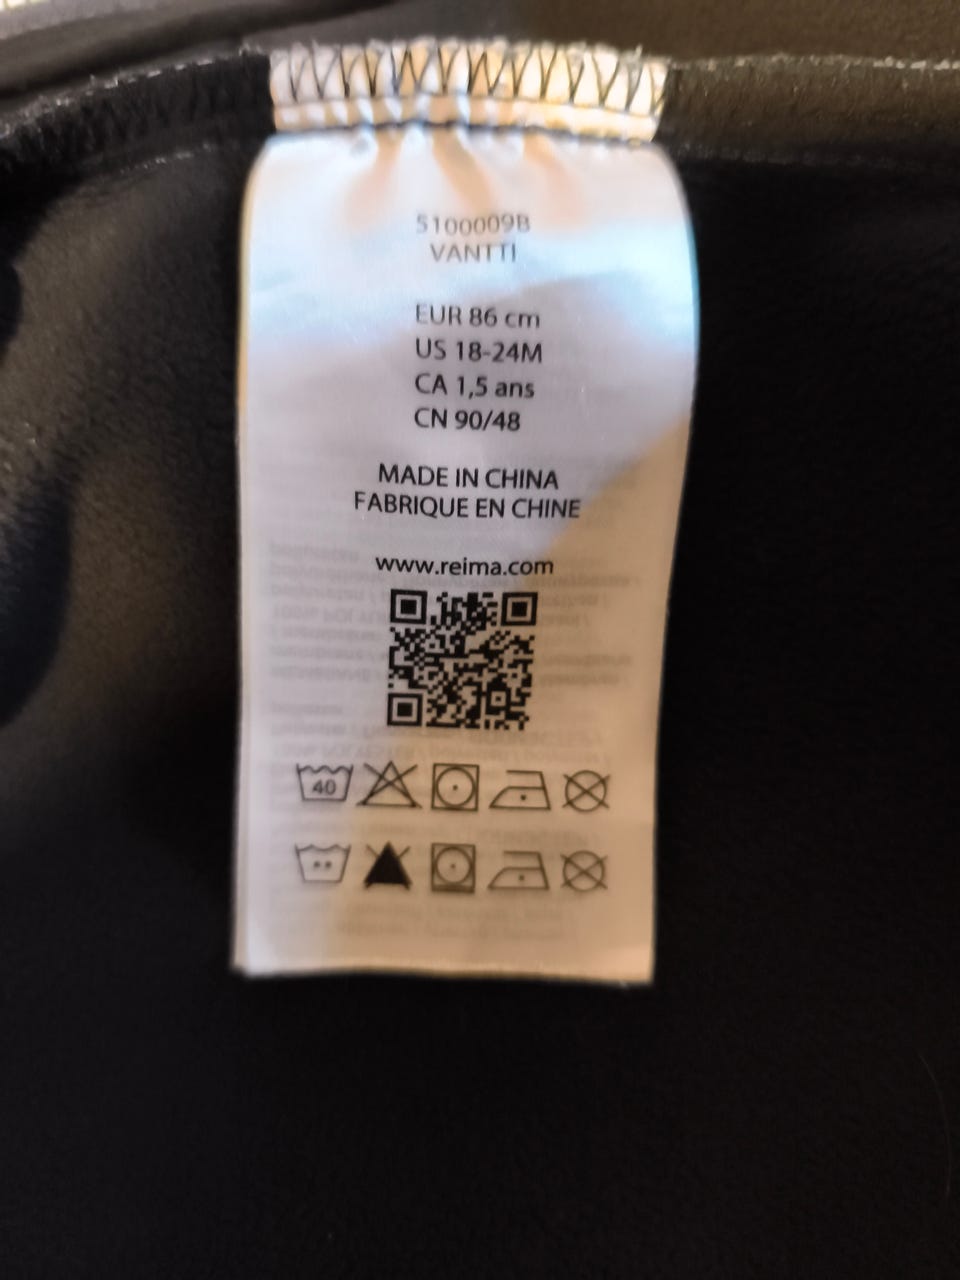 5100009B
VANTTI
EUR 86 cm
US 18-24M
CA 1,5 ans
CN 90/48
MADE IN CHINA
FABRIQUE EN CHINE
www.reima.com
40